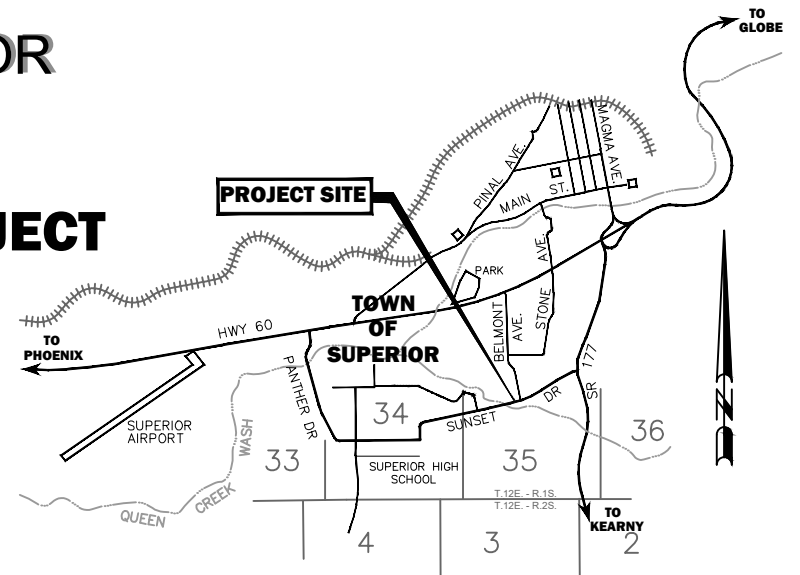 OR
JECT
TO
GLOBE
PINAL AVE.
MAGMA AVE.
MAIN ST.
PROJECT SITE
PARK
STONE AVE.
BELMONT AVE.
TOWN
OF
SUPERIOR
HWY 60
TO
PHOENIX
PANTHER DR
SR 177
SUPERIOR
AIRPORT
SUNSET DR
34
33
35
36
SUPERIOR HIGH
SCHOOL
QUEEN CREEK WASH
T.12E. - R.1S.
T.12E. - R.2S.
TO
KEARNY
4
3
2
N